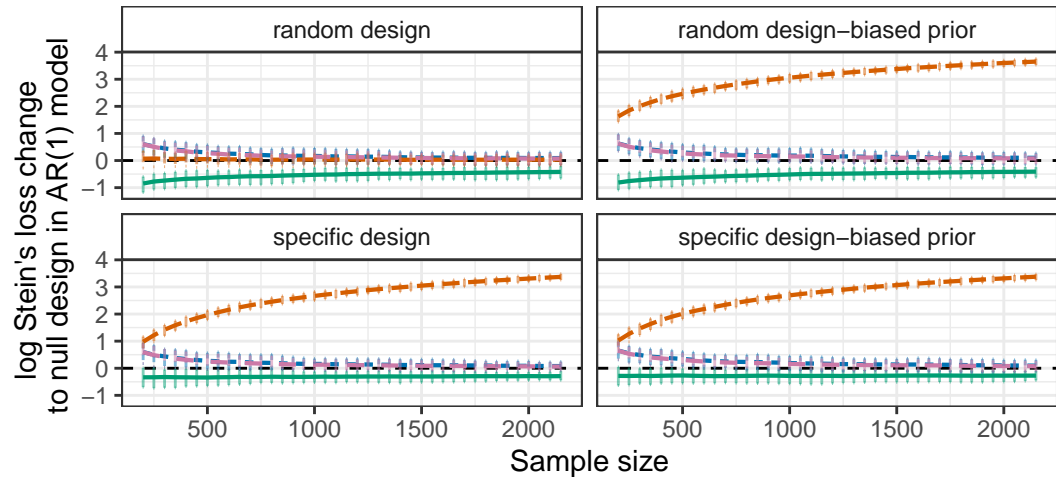 log Stein's loss change
to null design in AR(1) model
random design
random design−biased prior
4
3
2
1
0
−1
specific design
specific design−biased prior
4
3
2
1
0
−1
500
1000
1500
2000
500
1000
1500
2000
Sample size